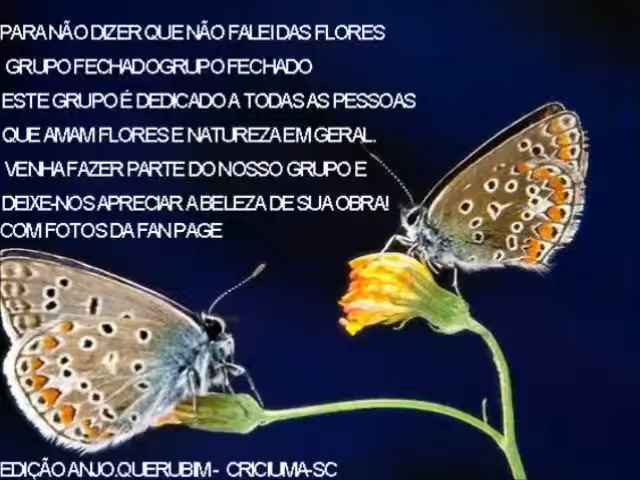 PARA NÃO DIZER QUE NÃO FALEI DAS FLORES
GRUPO FECHADOGRUPO FECHADO
ESTE GRUPO É DEDICADO A TODAS AS PESSOAS
QUE AMAM FLORES E NATUREZA EM GERAL.
VENHA FAZER PARTE DO NOSSO GRUPO E
DEIXE-NOS APRECIAR A BELEZA DE SUA OBRA!
COM FOTOS DA FAN PAGE
EDIÇÃO ANJO.QUERUBIM - CRICIUMA-SC